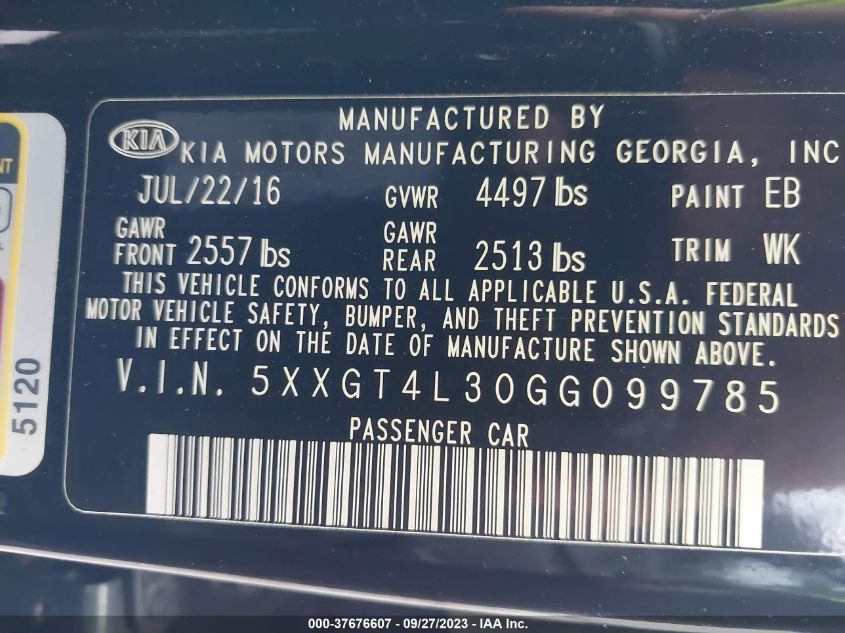 MANUFACTURED BY
KIA KIA MOTORS MANUFACTURING GEORGIA, INC
JUL/22/16 GVWR 4497 lbs PAINT EB
GAWR FRONT 2557 lbs GAWR REAR 2513 lbs TRIM WK
THIS VEHICLE CONFORMS TO ALL APPLICABLE U.S.A. FEDERAL
MOTOR VEHICLE SAFETY, BUMPER, AND THEFT PREVENTION STANDARDS
IN EFFECT ON THE DATE OF MANUFACTURE SHOWN ABOVE.
V.I.N. 5XXGT4L30GG099785
PASSENGER CAR
5120
000-37676607 / 09/27/2023 - IAA Inc.